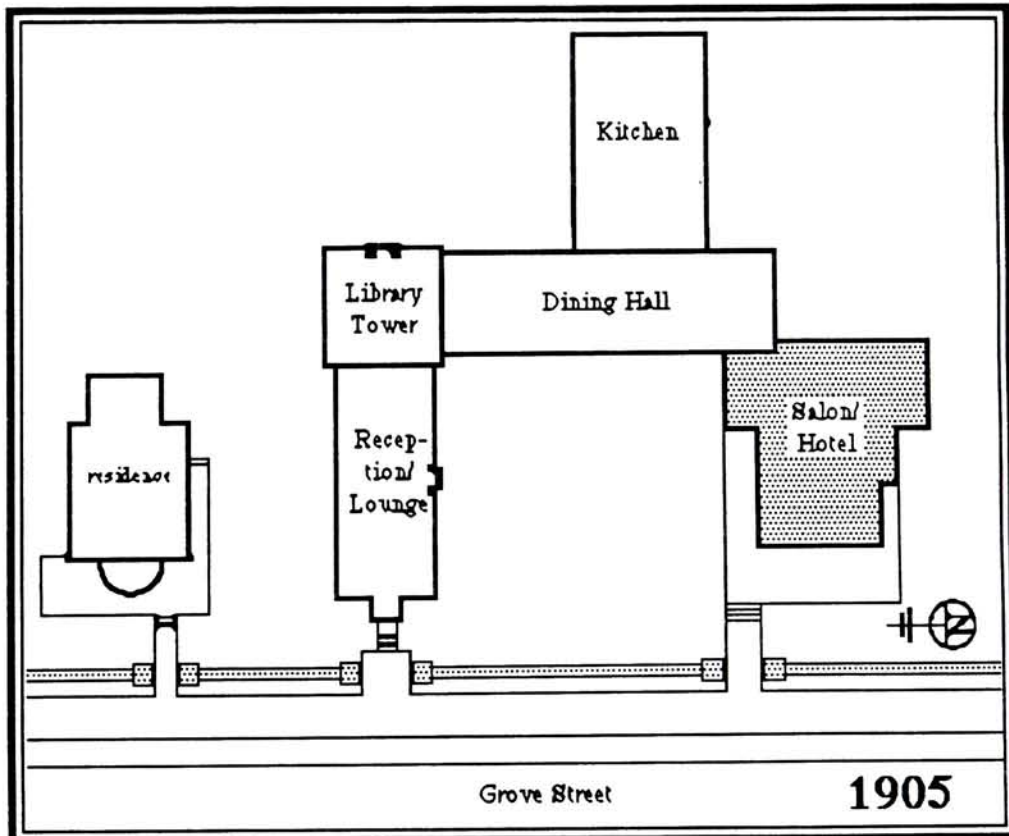 Kitchen
Library
Tower
Dining Hall
Salon/
Hotel
residence
Recep-
tion/
Lounge
N
Grove Street
1905